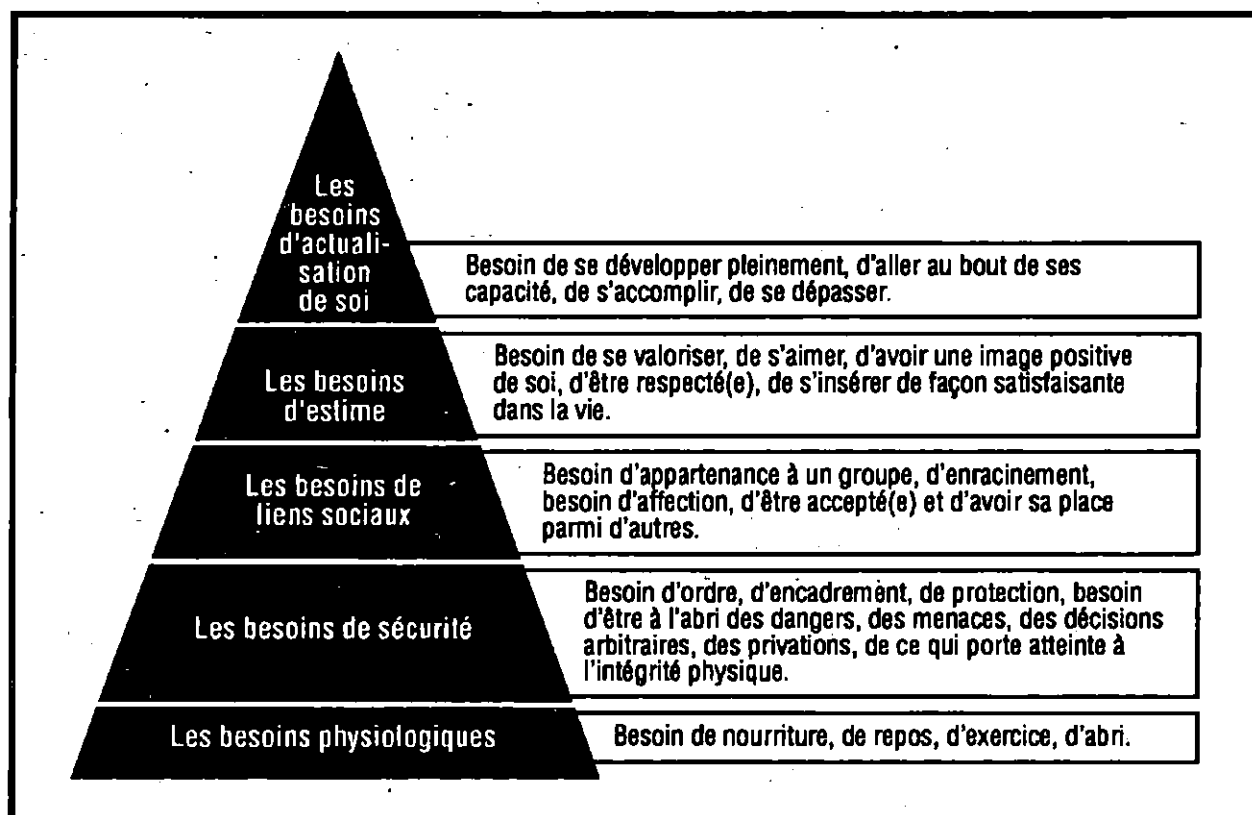 Les
besoins
d'actuali-
sation
de soi
Besoin de se développer pleinement, d'aller au bout de ses
capacité, de s'accomplir, de se dépasser.
Les besoins
d'estime
Besoin de se valoriser, de s'aimer, d'avoir une image positive
de soi, d'être respecté(e), de s'insérer de façon satisfaisante
dans la vie.
Les besoins de
liens sociaux
Besoin d'appartenance à un groupe, d'enracinement,
besoin d'affection, d'être accepté(e) et d'avoir sa place
parmi d'autres.
Les besoins de sécurité
Besoin d'ordre, d'encadrement, de protection, besoin
d'être à l'abri des dangers, des menaces, des décisions
arbitraires, des privations, de ce qui porte atteinte à
l'intégrité physique.
Les besoins physiologiques
Besoin de nourriture, de repos, d'exercice, d'abri.